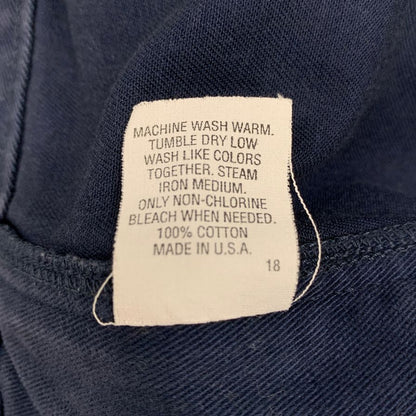 MACHINE WASH WARM.
TUMBLE DRY LOW
WASH LIKE COLORS
TOGETHER. STEAM
IRON MEDIUM.
ONLY NON-CHLORINE
BLEACH WHEN NEEDED.
100% COTTON
MADE IN U.S.A.
18